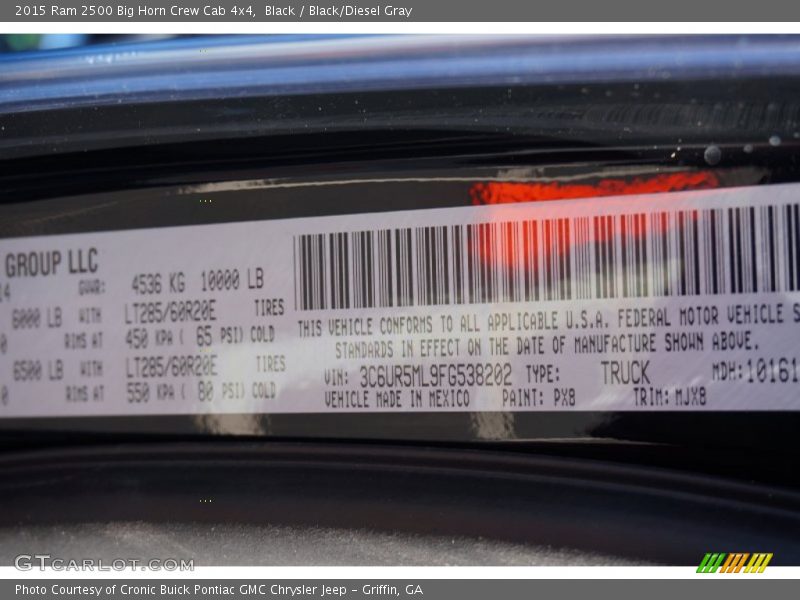 2015 Ram 2500 Big Horn Crew Cab 4x4,  Black / Black/Diesel Gray
GROUP LLC
GVWR: 4536 KG 10000 LB
6000 LB WITH LT285/60R20E TIRES
RIMS AT 450 KPA ( 65 PSI) COLD
6500 LB WITH LT285/60R20E TIRES
RIMS AT 550 KPA ( 80 PSI) COLD
THIS VEHICLE CONFORMS TO ALL APPLICABLE U.S.A. FEDERAL MOTOR VEHICLE S
STANDARDS IN EFFECT ON THE DATE OF MANUFACTURE SHOWN ABOVE.
VIN: 3C6UR5ML9FG538202 TYPE: TRUCK MDH: 10161
VEHICLE MADE IN MEXICO PAINT: PX8 TRIM: MJX8
GTCARLOT.COM
Photo Courtesy of Cronic Buick Pontiac GMC Chrysler Jeep - Griffin, GA